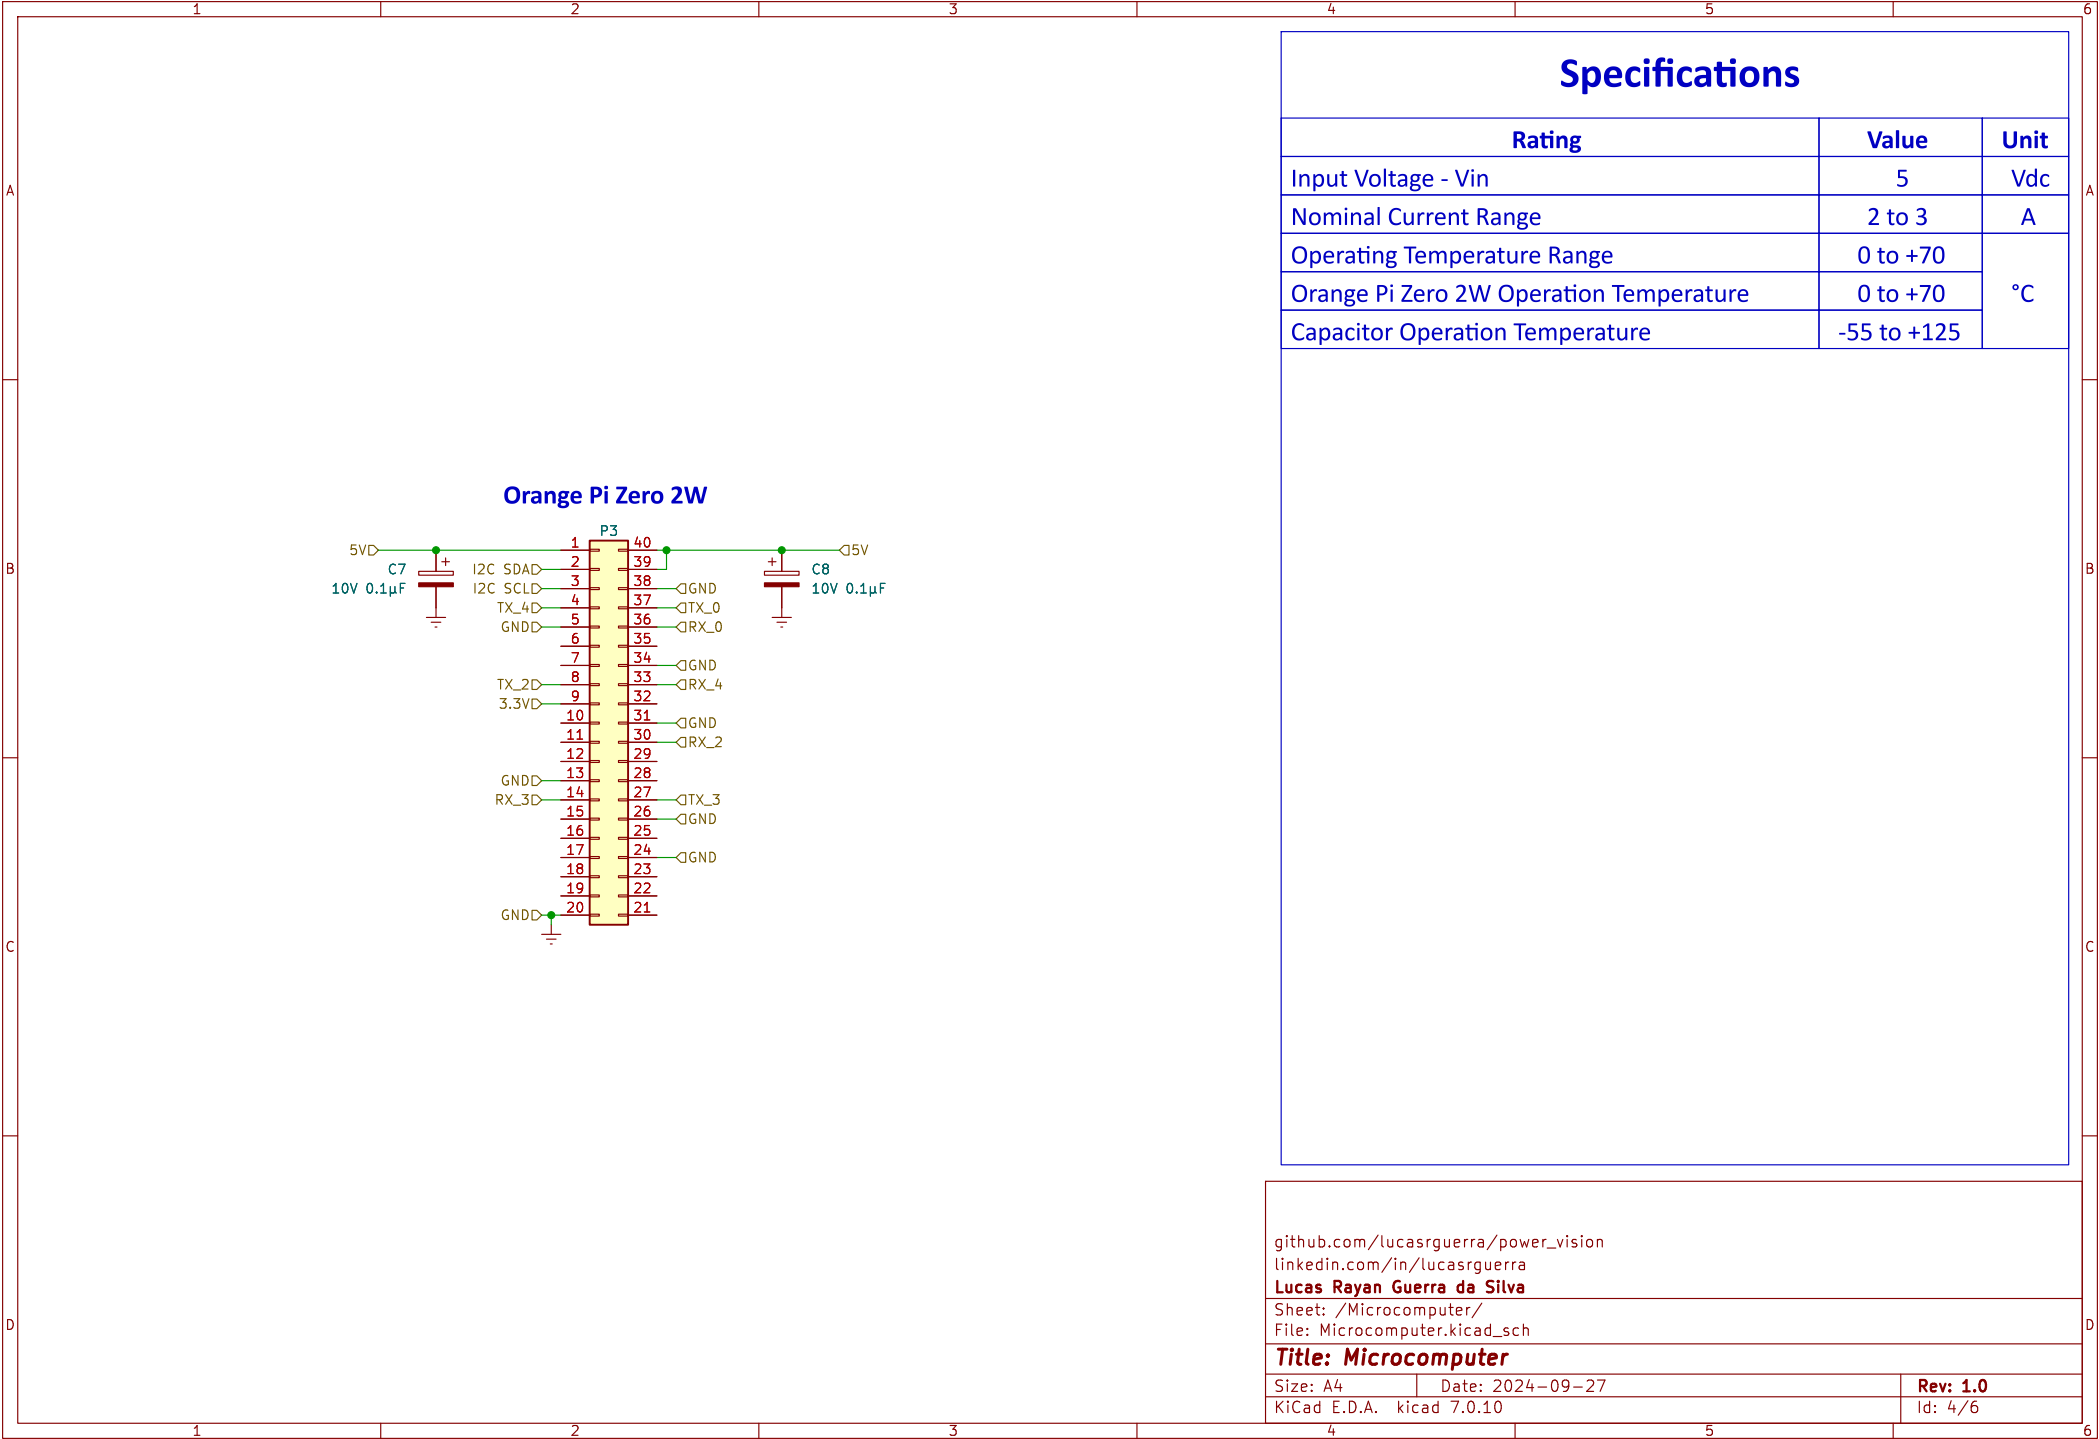 1 2 3 4 5 6
Specifications
Rating Value Unit
Input Voltage - Vin 5 Vdc
Nominal Current Range 2 to 3 A
Operating Temperature Range 0 to +70
Orange Pi Zero 2W Operation Temperature 0 to +70 °C
Capacitor Operation Temperature -55 to +125
A A
Orange Pi Zero 2W
P3
5V 1 40 5V
B C7 + I2C SDA 2 39 + C8 B
10V 0.1µF I2C SCL 3 38 GND 10V 0.1µF
TX_4 4 37 TX_0
GND 5 36 RX_0
6 35
7 34 GND
TX_2 8 33 RX_4
3.3V 9 32
10 31 GND
11 30 RX_2
12 29
GND 13 28
RX_3 14 27 TX_3
15 26 GND
16 25
17 24 GND
18 23
19 22
GND 20 21
C C
github.com/lucasrguerra/power_vision
linkedin.com/in/lucasrguerra
Lucas Rayan Guerra da Silva
Sheet: /Microcomputer/
D D
File: Microcomputer.kicad_sch
Title: Microcomputer
Size: A4 Date: 2024-09-27 Rev: 1.0
KiCad E.D.A. kicad 7.0.10 Id: 4/6
1 2 3 4 5 6